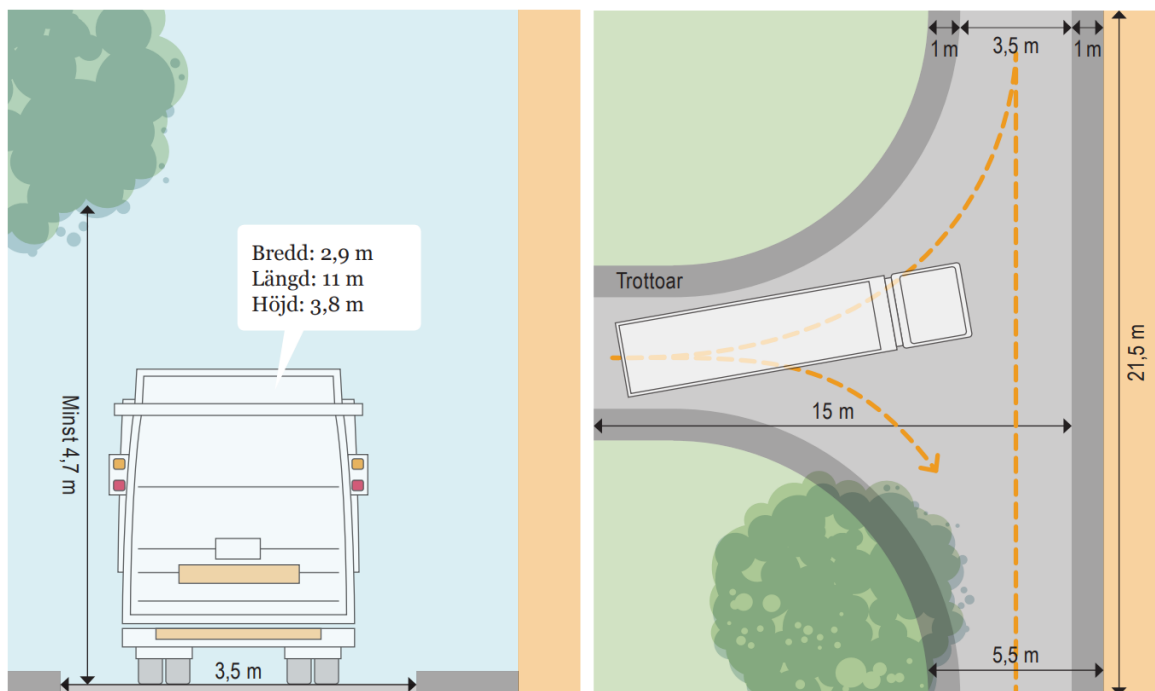 Bredd: 2,9 m
Längd: 11 m
Höjd: 3,8 m
Minst 4,7 m
3,5 m
1 m
3,5 m
1 m
Trottoar
15 m
21,5 m
5,5 m